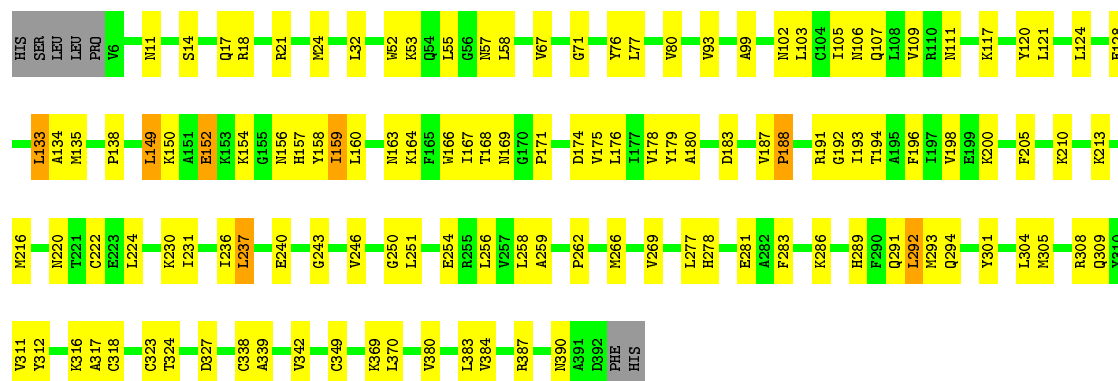 HIS SER LEU LEU PRO V6 N11 S14 Q17 R18 R21 M24 L32 W52 K53 Q54 L55 G56 N57 L58 V67 G71 Y76 L77 V80 V93 A99 N102 L103 C104 I105 N106 Q107 L108 V109 R110 N111 K117 Y120 L121 L124
L133 A134 M135 P138 L149 K150 A151 E152 K153 K154 G155 N156 H157 Y158 I159 L160 N163 K164 F165 W166 I167 T168 N169 G170 P171 D174 V175 L176 I177 V178 Y179 A180 D183 V187 P188 R191 G192 I193 T194 A195 F196 I197 V198 E199 K200 F205 K210 K213
M216 N220 T221 C222 E223 L224 K230 I231 I236 L237 E240 G243 V246 G250 L251 E254 R255 L256 V257 L258 A259 P262 M266 V269 L277 H278 E281 A282 F283 K286 H289 F290 Q291 L292 M293 Q294 Y301 L304 M305 R308 Q309
V311 Y312 K316 A317 C318 C323 T324 D327 C338 A339 V342 C349 K369 L370 V380 L383 V384 R387 N390 A391 D392 PHE HIS